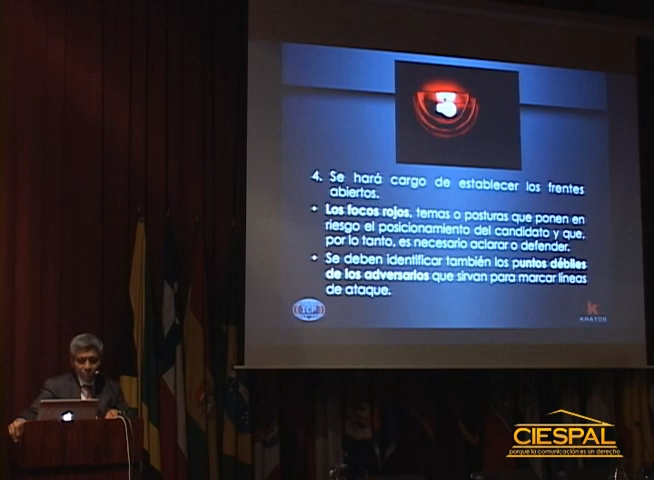 4. Se hará cargo de establecer los frentes
abiertos.
+ Los focos rojos, temas o posturas que ponen en
riesgo el posicionamiento del candidato y que,
por lo tanto, es necesario aclarar o defender.
+ Se deben identificar también los puntos débiles
de los adversarios que sirvan para marcar líneas
de ataque.
ICP
K
KRATOS
CIESPAL
porque la comunicación es un derecho